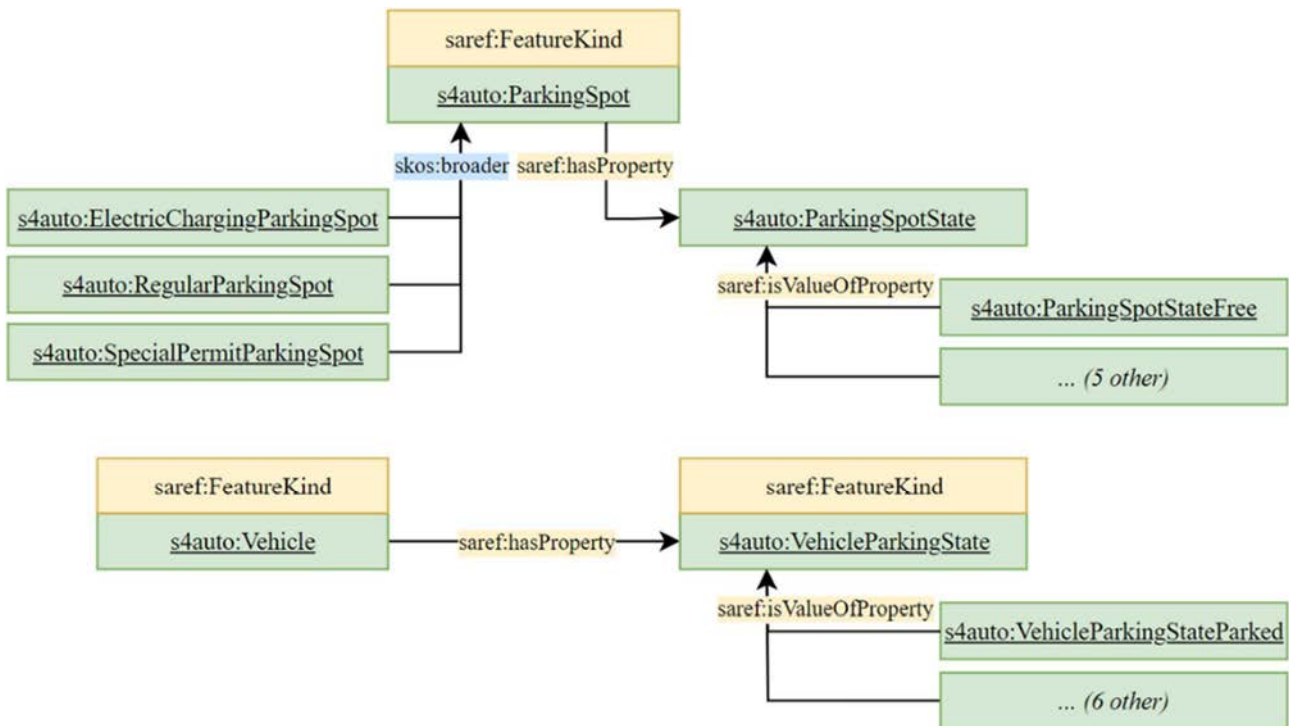 saref:FeatureKind
s4auto:ParkingSpot
skos:broader
saref:hasProperty
s4auto:ElectricChargingParkingSpot
s4auto:ParkingSpotState
s4auto:RegularParkingSpot
saref:isValueOfProperty
s4auto:ParkingSpotStateFree
s4auto:SpecialPermitParkingSpot
... (5 other)
saref:FeatureKind
saref:FeatureKind
s4auto:Vehicle
saref:hasProperty
s4auto:VehicleParkingState
saref:isValueOfProperty
s4auto:VehicleParkingStateParked
... (6 other)